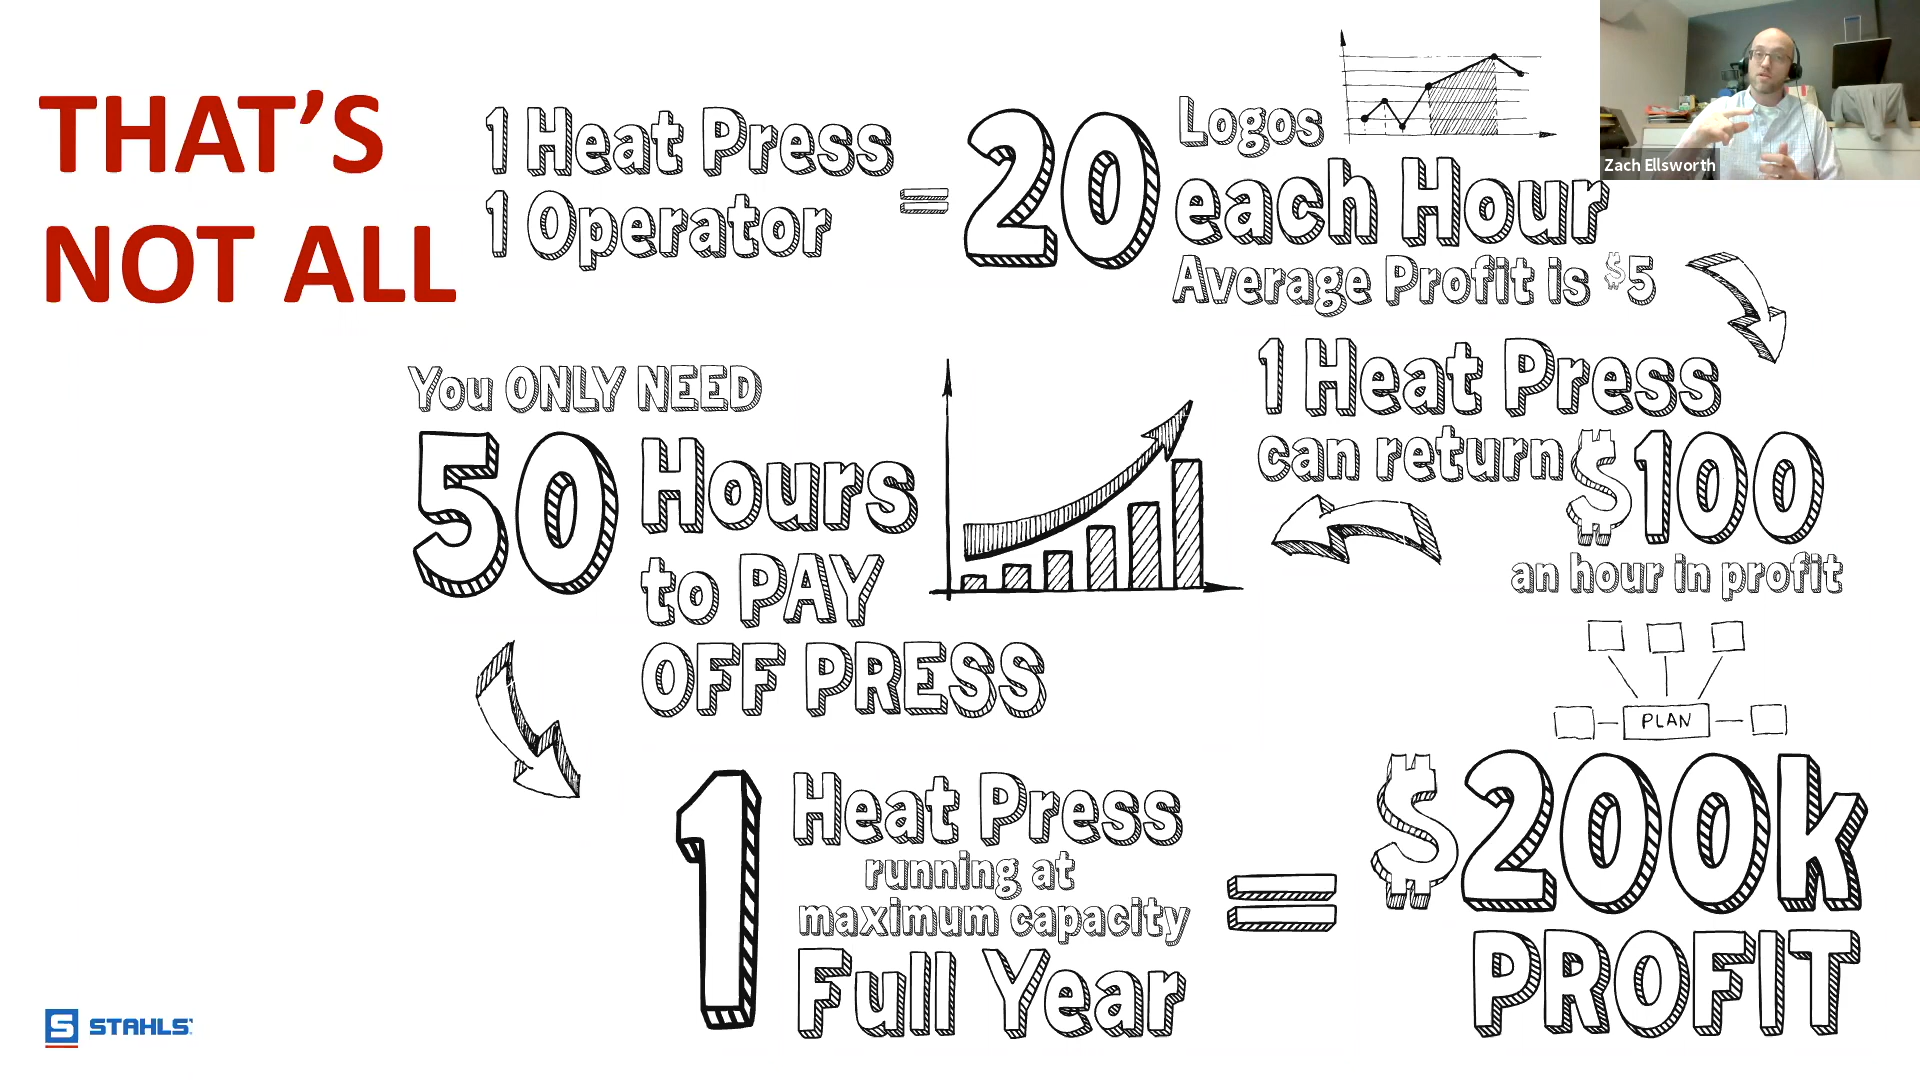 THAT'S
NOT ALL
1 Heat Press
1 Operator
=
20
Logos
each Hour
Average Profit is $5
Zach Ellsworth
1 Heat Press
can return $100
an hour in profit
You ONLY NEED
50 Hours
to PAY
OFF PRESS
PLAN
1 Heat Press
running at
maximum capacity
Full Year
=
$200k
PROFIT
S STAHLS'